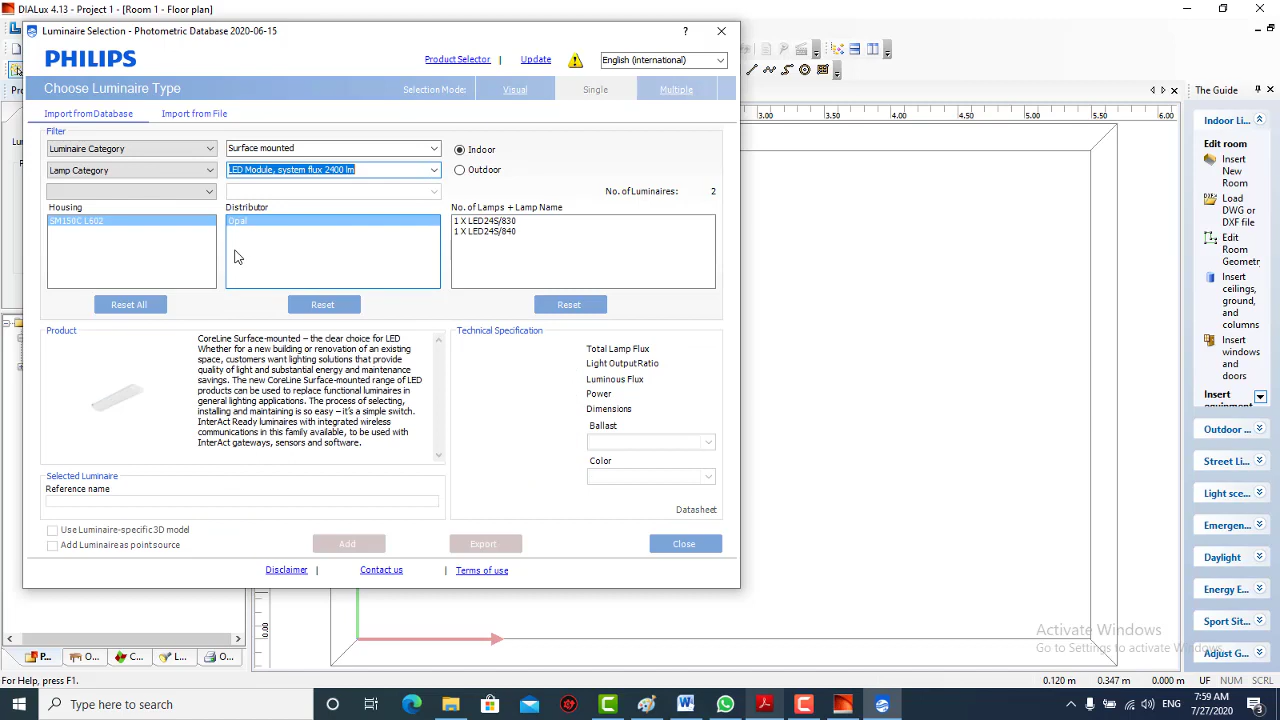 DIALux 4.13 - Project 1 - [Room 1 - Floor plan]
Luminaire Selection - Photometric Database 2020-06-15
?
PHILIPS
Product Selector | Update
English (International)
Choose Luminaire Type
Selection Mode: Visual Single Multiple
Import from Database Import from File
Filter
Luminaire Category Surface mounted Indoor
Lamp Category LED Module, system flux 2400 lm Outdoor
No. of Luminaires: 2
Housing Distributor No. of Lamps + Lamp Name
SM150C L602 Opal 1 X LED24S/830
1 X LED24S/840
Reset All Reset Reset
Product
CoreLine Surface-mounted – the clear choice for LED
Whether for a new building or renovation of an existing
space, customers want lighting solutions that provide
quality of light and substantial energy and maintenance
savings. The new CoreLine Surface-mounted range of LED
products can be used to replace functional luminaires in
general lighting applications. The process of selecting,
installing and maintaining is so easy – it's a simple switch.
InterAct Ready luminaires with integrated wireless
communications in this family available, to be used with
InterAct gateways, sensors and software.
Technical Specification
Total Lamp Flux
Light Output Ratio
Luminous Flux
Power
Dimensions
Ballast
Color
Datasheet
Selected Luminaire
Reference name
Use Luminaire-specific 3D model
Add Luminaire as point source
Add Export Close
Disclaimer | Contact us | Terms of use
3.00 3.50 4.00 4.50 5.00 5.50 6.00
0.00
The Guide
Indoor Li...
Edit room
Insert
New
Room
Load
DWG or
DXF file
Edit
Room
Geometr
Insert
ceilings,
ground,
and
columns
Insert
windows
and
doors
Insert
Outdoor ...
Street Li...
Light sce...
Emergen...
Daylight
Energy E...
Sport Sit...
Adjust G...
Activate Windows
Go to Settings to activate Windows.
P... O... C... L... O...
For Help, press F1.
0.120 m 0.347 m 0.000 m UF NUM SCRL
Type here to search
ENG
7:59 AM
7/27/2020